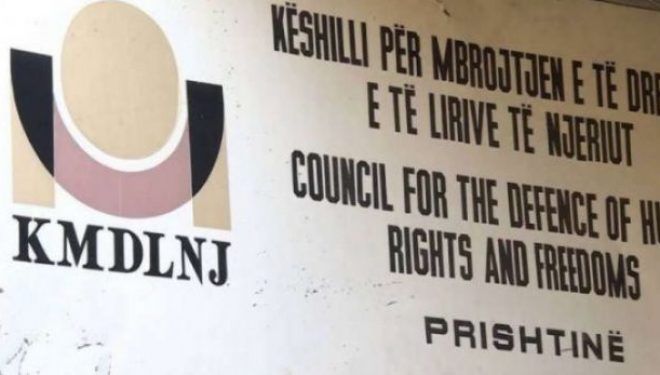 KMDLNJ
KËSHILLI PËR MBROJTJEN E TË DRE
E TË LIRIVE TË NJERIUT
COUNCIL FOR THE DEFENCE OF HU
RIGHTS AND FREEDOMS
PRISHTINË